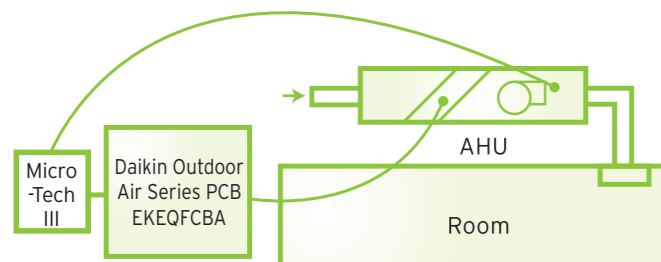 AHU
Micro
-Tech
III
Daikin Outdoor
Air Series PCB
EKEQFCBA
Room